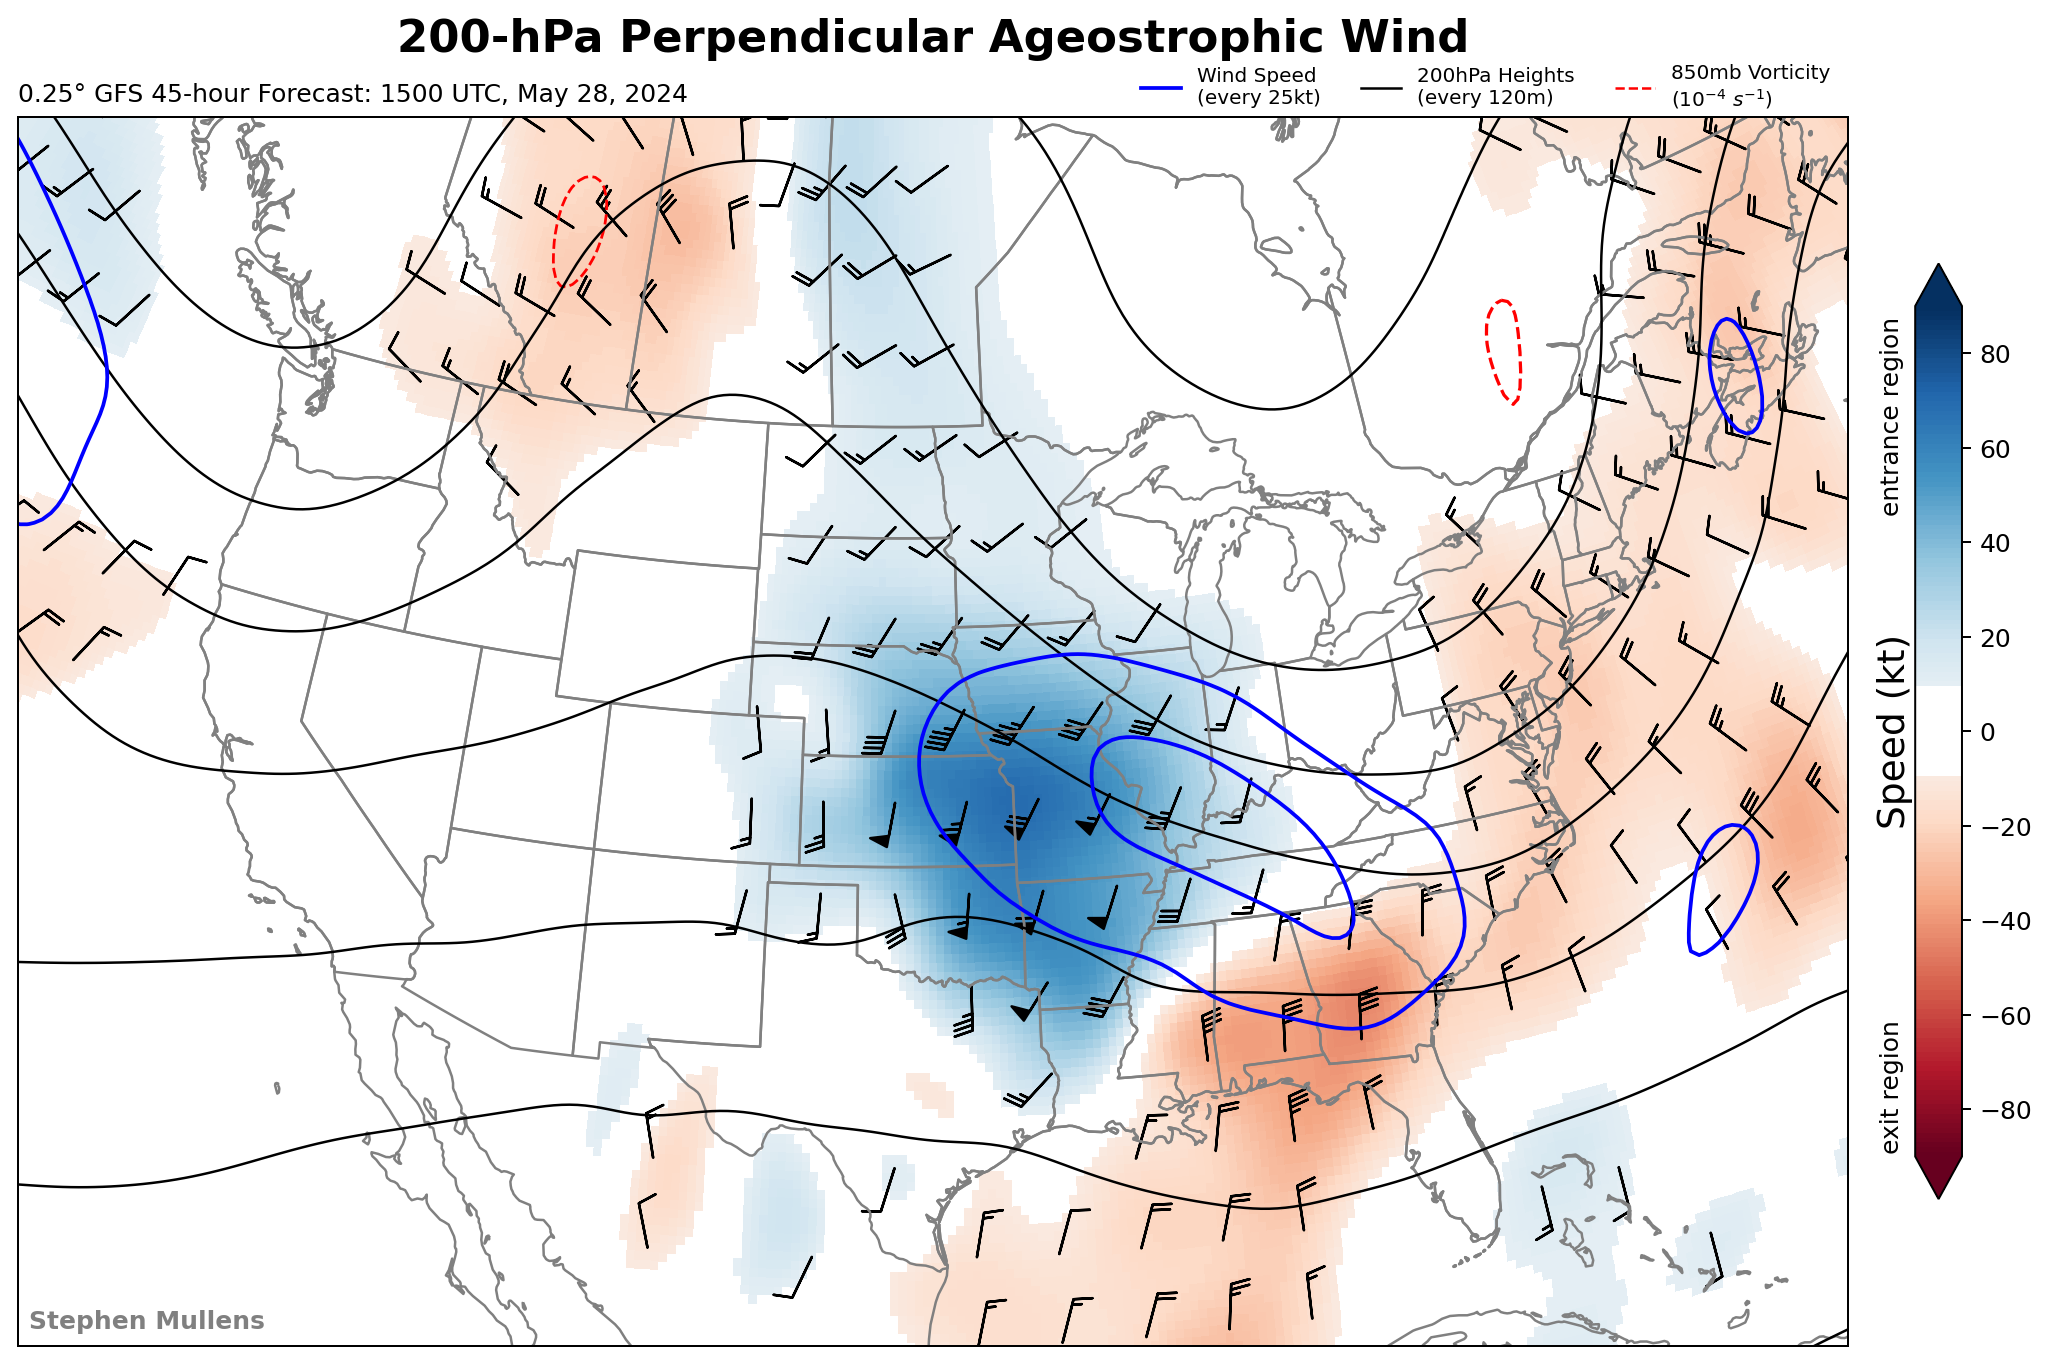 200-hPa Perpendicular Ageostrophic Wind
0.25° GFS 45-hour Forecast: 1500 UTC, May 28, 2024
Wind Speed
(every 25kt)
200hPa Heights
(every 120m)
850mb Vorticity
(10⁻⁴ s⁻¹)
entrance region
Speed (kt)
exit region
80
60
40
20
0
−20
−40
−60
−80
Stephen Mullens